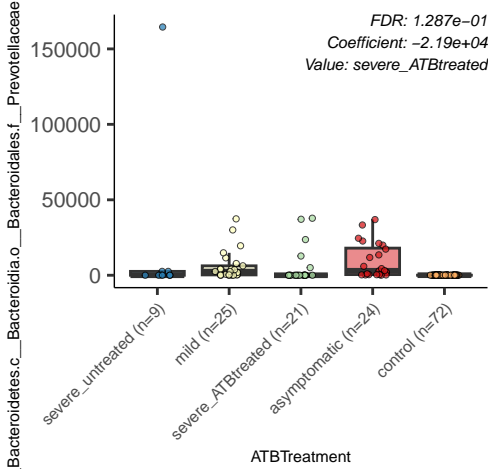 FDR: 1.287e−01
Coefficient: −2.19e+04
Value: severe_ATBtreated
_Bacteroidetes.c__Bacteroidia.o__Bacteroidales.f__Prevotellaceae
150000
100000
50000
0
severe_untreated (n=9)
mild (n=25)
severe_ATBtreated (n=21)
asymptomatic (n=24)
control (n=72)
ATBTreatment